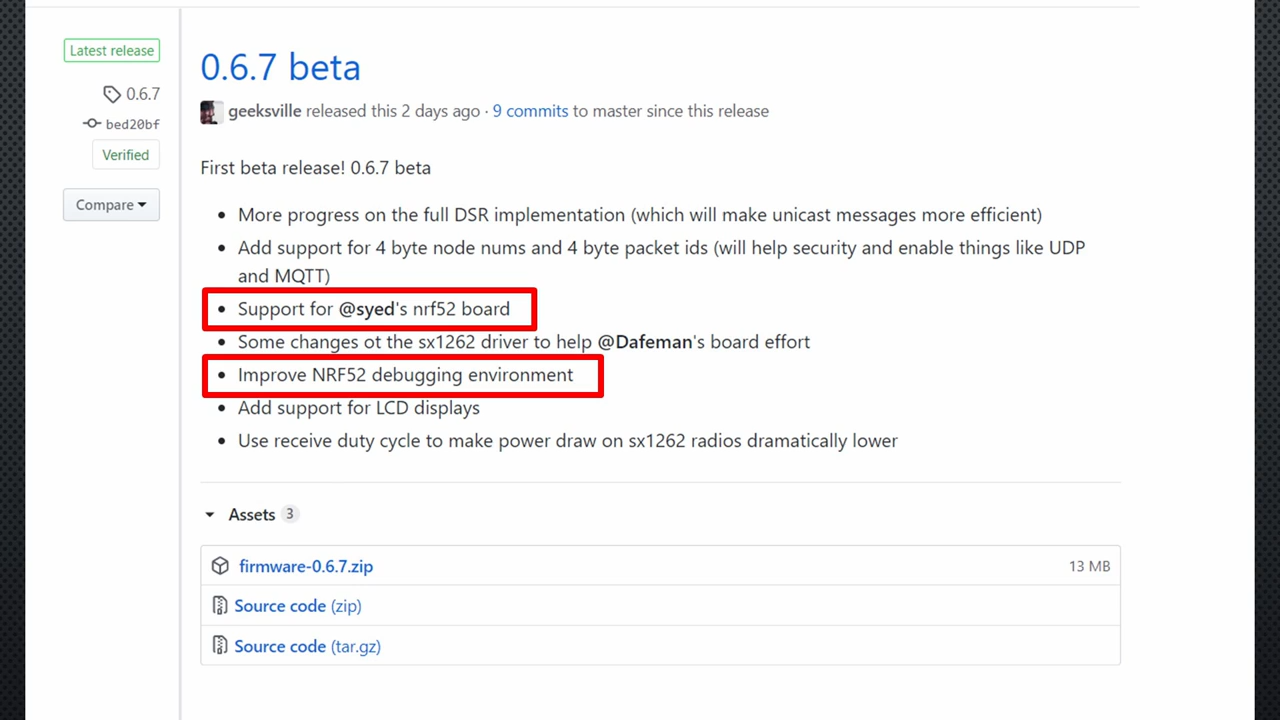 Latest release
0.6.7
bed20bf
Verified
Compare
0.6.7 beta
geeksville released this 2 days ago · 9 commits to master since this release
First beta release! 0.6.7 beta
• More progress on the full DSR implementation (which will make unicast messages more efficient)
• Add support for 4 byte node nums and 4 byte packet ids (will help security and enable things like UDP
and MQTT)
• Support for @syed's nrf52 board
• Some changes ot the sx1262 driver to help @Dafeman's board effort
• Improve NRF52 debugging environment
• Add support for LCD displays
• Use receive duty cycle to make power draw on sx1262 radios dramatically lower
Assets 3
firmware-0.6.7.zip 13 MB
Source code (zip)
Source code (tar.gz)